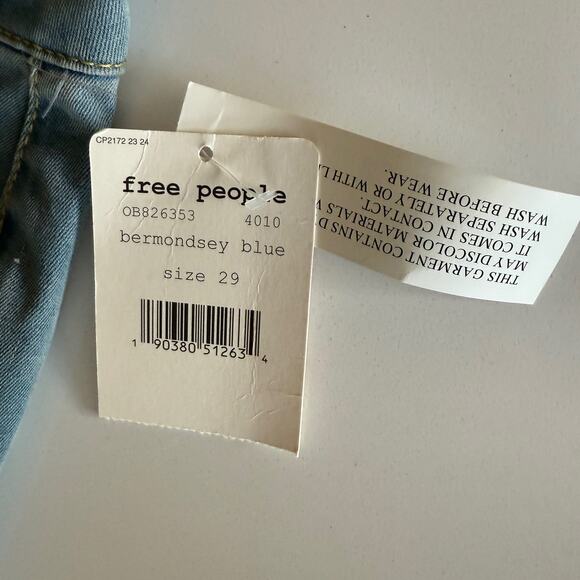 CP2172 23 24
free people
OB826353 4010
bermondsey blue
size 29
1 90380 51263 4
THIS GARMENT CONTAINS
MAY DISCOLOR MATERIALS
IT COMES IN CONTACT.
WASH SEPARATELY OR WITH
WASH BEFORE WEAR.